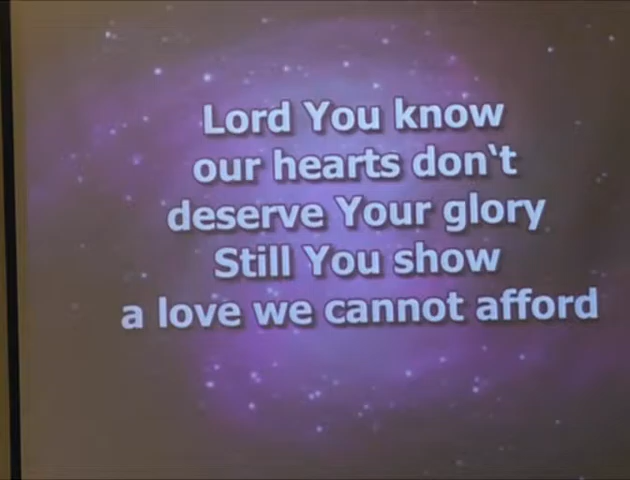 Lord You know
our hearts don‛t
deserve Your glory
Still You show
a love we cannot afford